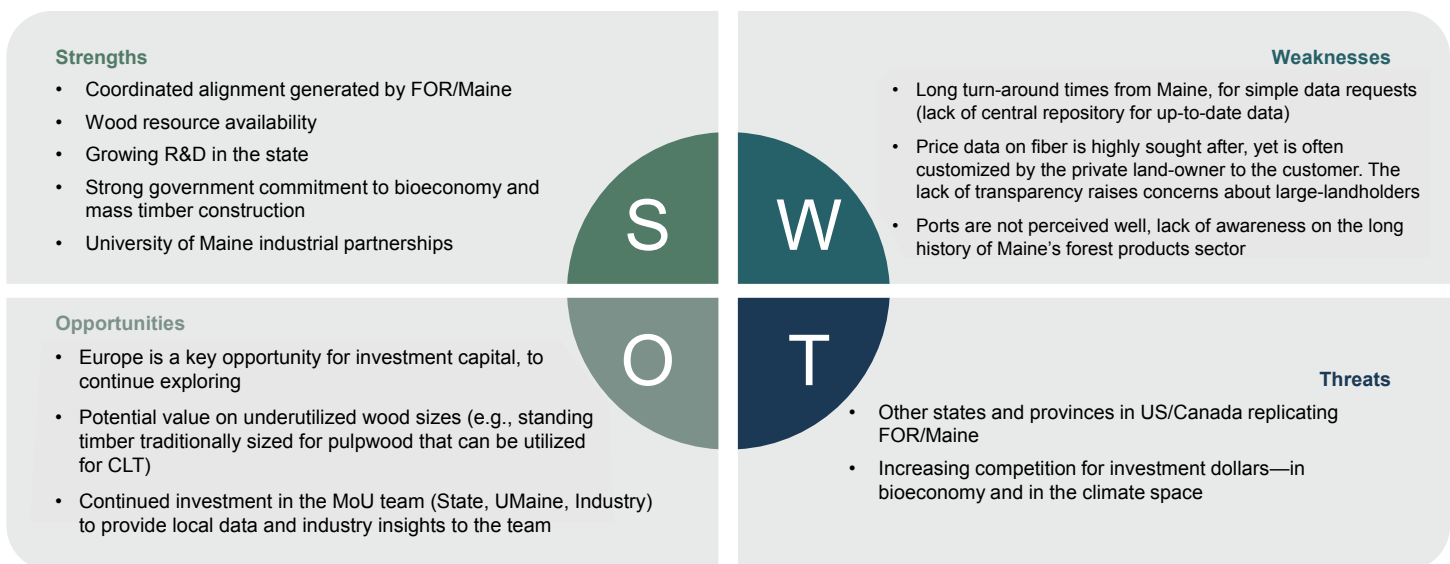 Strengths
• Coordinated alignment generated by FOR/Maine
• Wood resource availability
• Growing R&D in the state
• Strong government commitment to bioeconomy and
mass timber construction
• University of Maine industrial partnerships
S
Weaknesses
• Long turn-around times from Maine, for simple data requests
(lack of central repository for up-to-date data)
• Price data on fiber is highly sought after, yet is often
customized by the private land-owner to the customer. The
lack of transparency raises concerns about large-landholders
• Ports are not perceived well, lack of awareness on the long
history of Maine’s forest products sector
W
Opportunities
• Europe is a key opportunity for investment capital, to
continue exploring
• Potential value on underutilized wood sizes (e.g., standing
timber traditionally sized for pulpwood that can be utilized
for CLT)
• Continued investment in the MoU team (State, UMaine, Industry)
to provide local data and industry insights to the team
O
Threats
• Other states and provinces in US/Canada replicating
FOR/Maine
• Increasing competition for investment dollars—in
bioeconomy and in the climate space
T